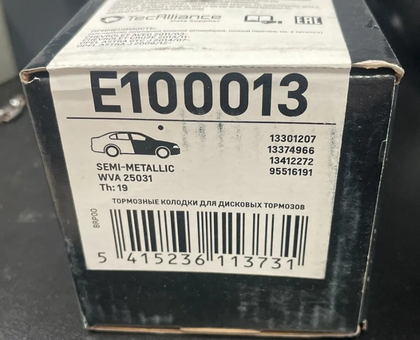 TecAlliance
EAC
E100013
SEMI-METALLIC
WVA 25031
Th: 19
13301207
13374966
13412272
95516191
ТОРМОЗНЫЕ КОЛОДКИ ДЛЯ ДИСКОВЫХ ТОРМОЗОВ
BRP00
5 415236 113731